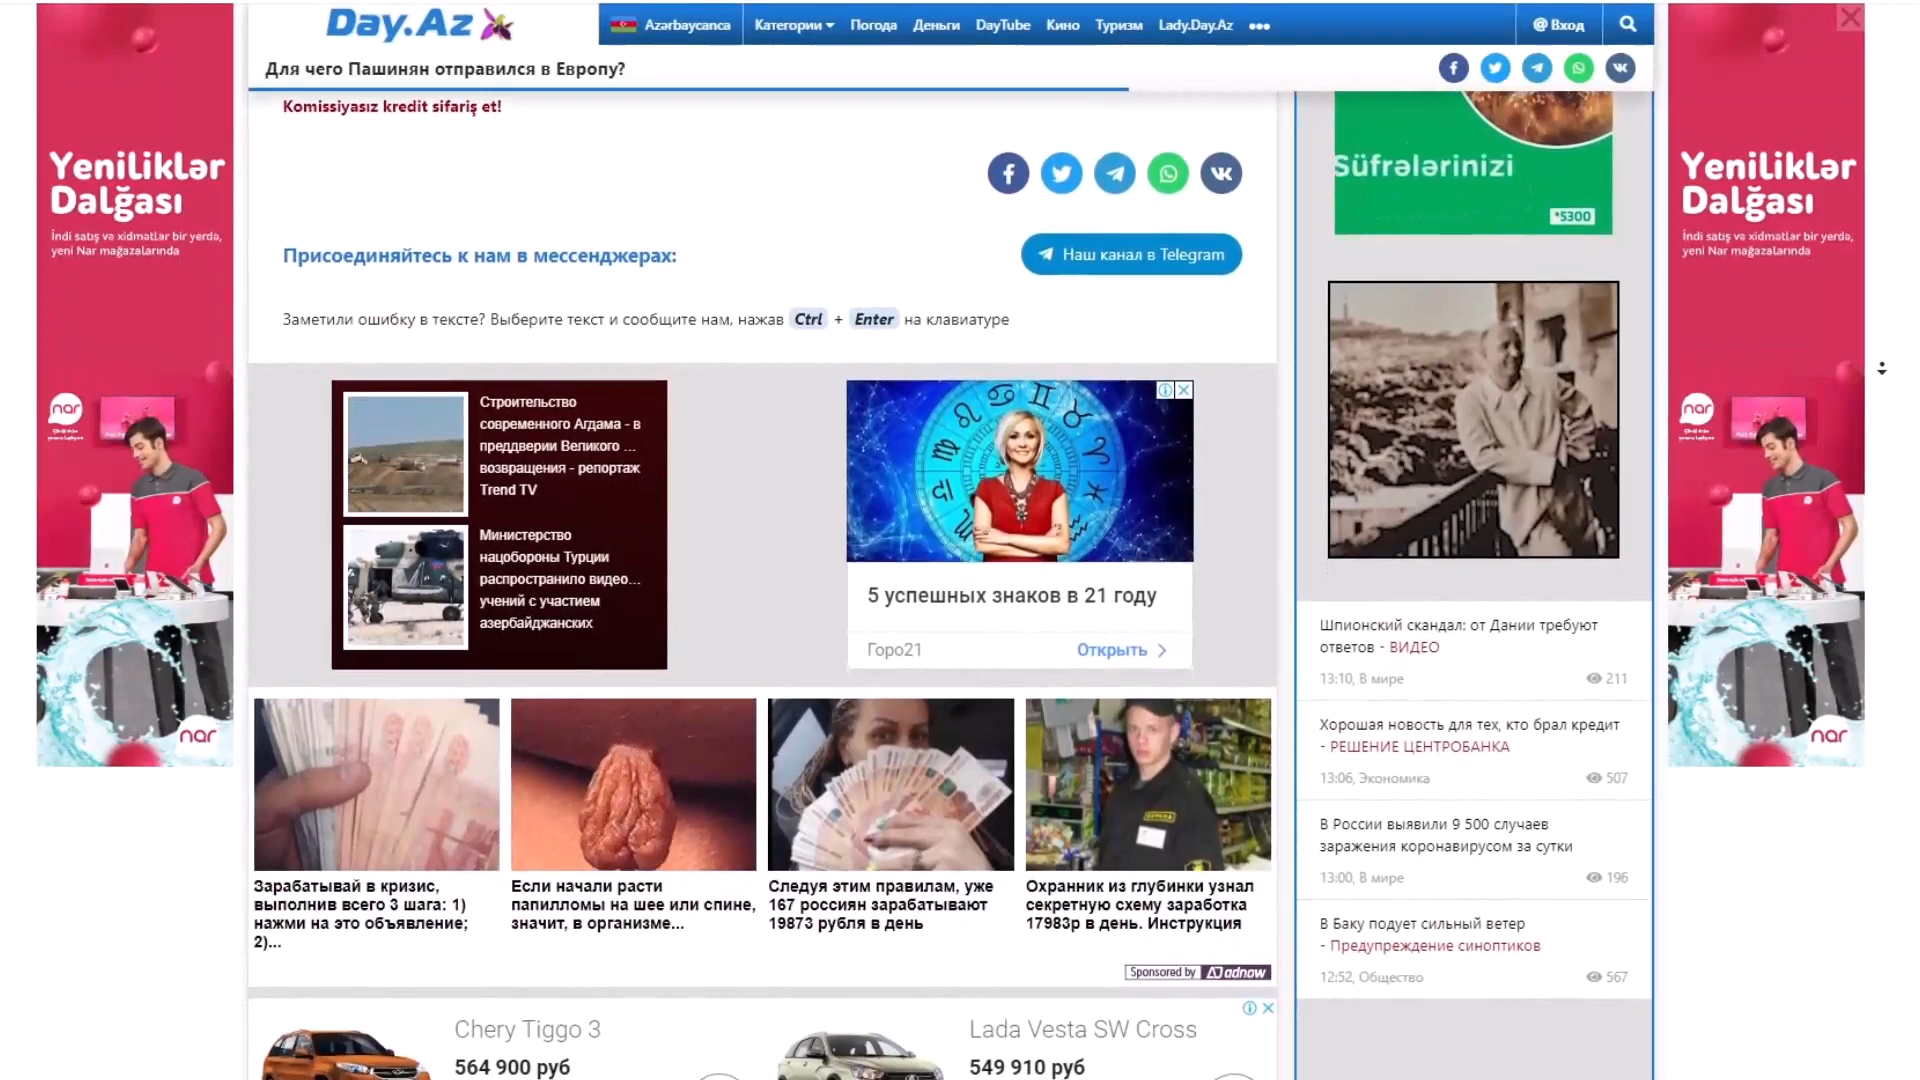 Day.Az
Azərbaycanca
Категории
Погода
Деньги
DayTube
Кино
Туризм
Lady.Day.Az
Вход
Для чего Пашинян отправился в Европу?
Komissiyasız kredit sifariş et!
Присоединяйтесь к нам в мессенджерах:
Наш канал в Telegram
Заметили ошибку в тексте? Выберите текст и сообщите нам, нажав Ctrl + Enter на клавиатуре
Yeniliklər
Dalğası
İndi satış və xidmətlər bir yerdə,
yeni Nar mağazalarında
nar
nar
Строительство
современного Агдама - в
преддверии Великого ...
возвращения - репортаж
Trend TV
Министерство
нацобороны Турции
распространило видео...
учений с участием
азербайджанских
5 успешных знаков в 21 году
Горо21
Открыть
Зарабатывай в кризис,
выполнив всего 3 шага: 1)
нажми на это объявление;
2)...
Если начали расти
папилломы на шее или спине,
значит, в организме...
Следуя этим правилам, уже
167 россиян зарабатывают
19873 рубля в день
Охранник из глубинки узнал
секретную схему заработка
17983р в день. Инструкция
Sponsored by adnow
Chery Tiggo 3
564 900 руб
Lada Vesta SW Cross
549 910 руб
Süfrələrinizi
*5300
Шпионский скандал: от Дании требуют
ответов - ВИДЕО
13:10, В мире
211
Хорошая новость для тех, кто брал кредит
- РЕШЕНИЕ ЦЕНТРОБАНКА
13:06, Экономика
507
В России выявили 9 500 случаев
заражения коронавирусом за сутки
13:00, В мире
196
В Баку подует сильный ветер
- Предупреждение синоптиков
12:52, Общество
567
Yeniliklər
Dalğası
İndi satış və xidmətlər bir yerdə,
yeni Nar mağazalarında
nar
nar